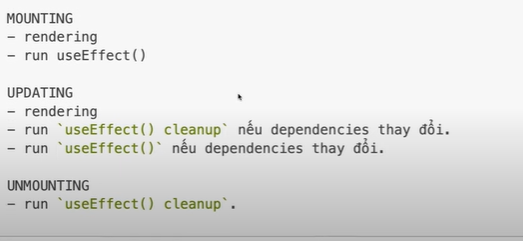 MOUNTING
- rendering
- run useEffect()
UPDATING
- rendering
- run `useEffect() cleanup` nếu dependencies thay đổi.
- run `useEffect()` nếu dependencies thay đổi.
UNMOUNTING
- run `useEffect() cleanup`.